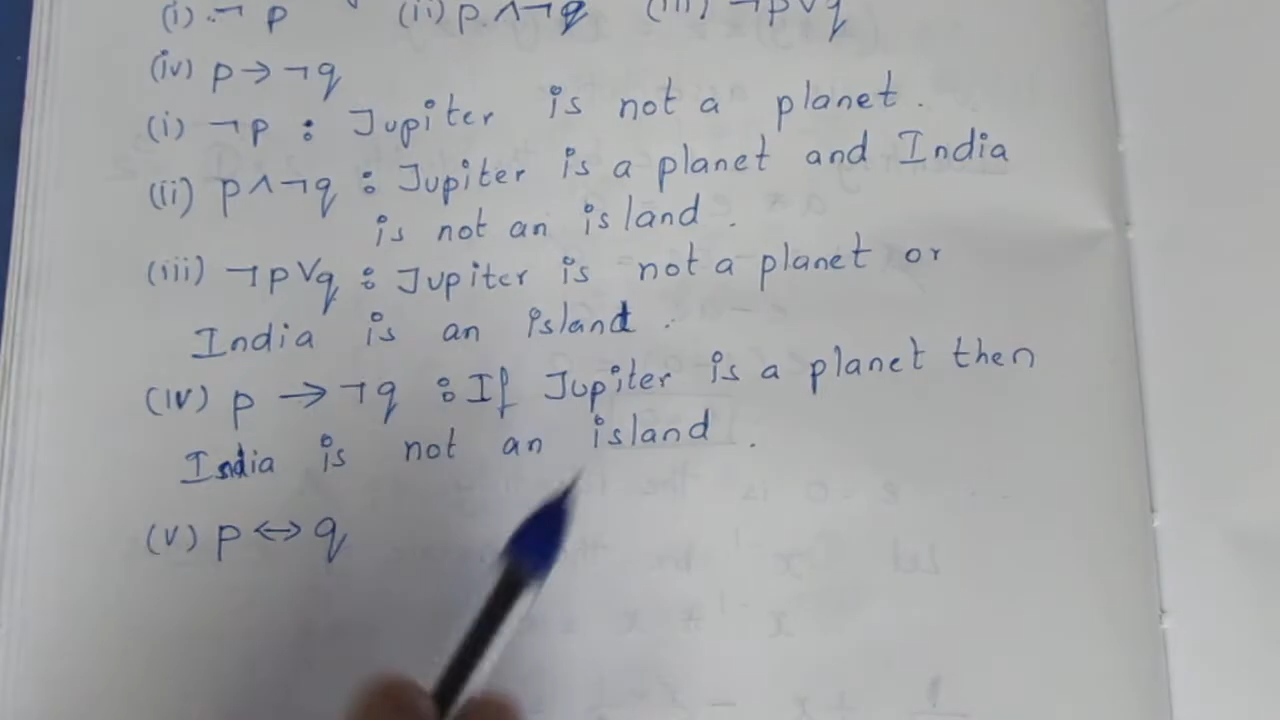 (i) ¬ p (ii) p ∧ ¬ q (iii) ¬ p ∨ q
(iv) p → ¬ q
(i) ¬ p : Jupiter is not a planet.
(ii) p ∧ ¬ q : Jupiter is a planet and India
is not an island.
(iii) ¬ p ∨ q : Jupiter is not a planet or
India is an island.
(iv) p → ¬ q : If Jupiter is a planet then
India is not an island.
(v) p ↔ q